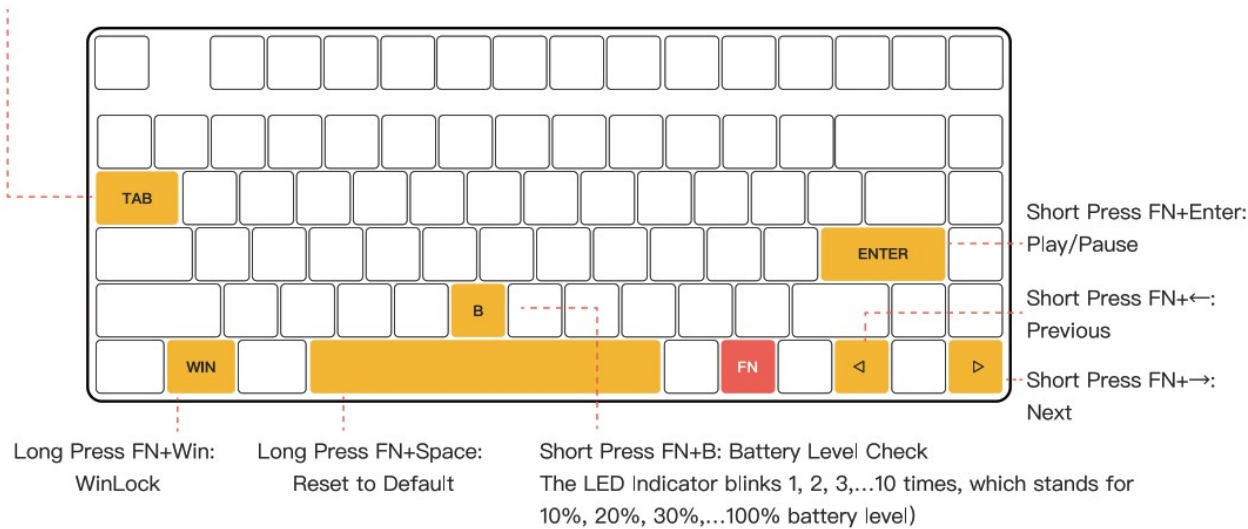 TAB
Short Press FN+Enter:
Play/Pause
ENTER
Short Press FN+←:
Previous
B
WIN
FN
◁
▷
Short Press FN+→:
Next
Long Press FN+Win:
WinLock
Long Press FN+Space:
Reset to Default
Short Press FN+B: Battery Level Check
The LED Indicator blinks 1, 2, 3,...10 times, which stands for
10%, 20%, 30%,...100% battery level)